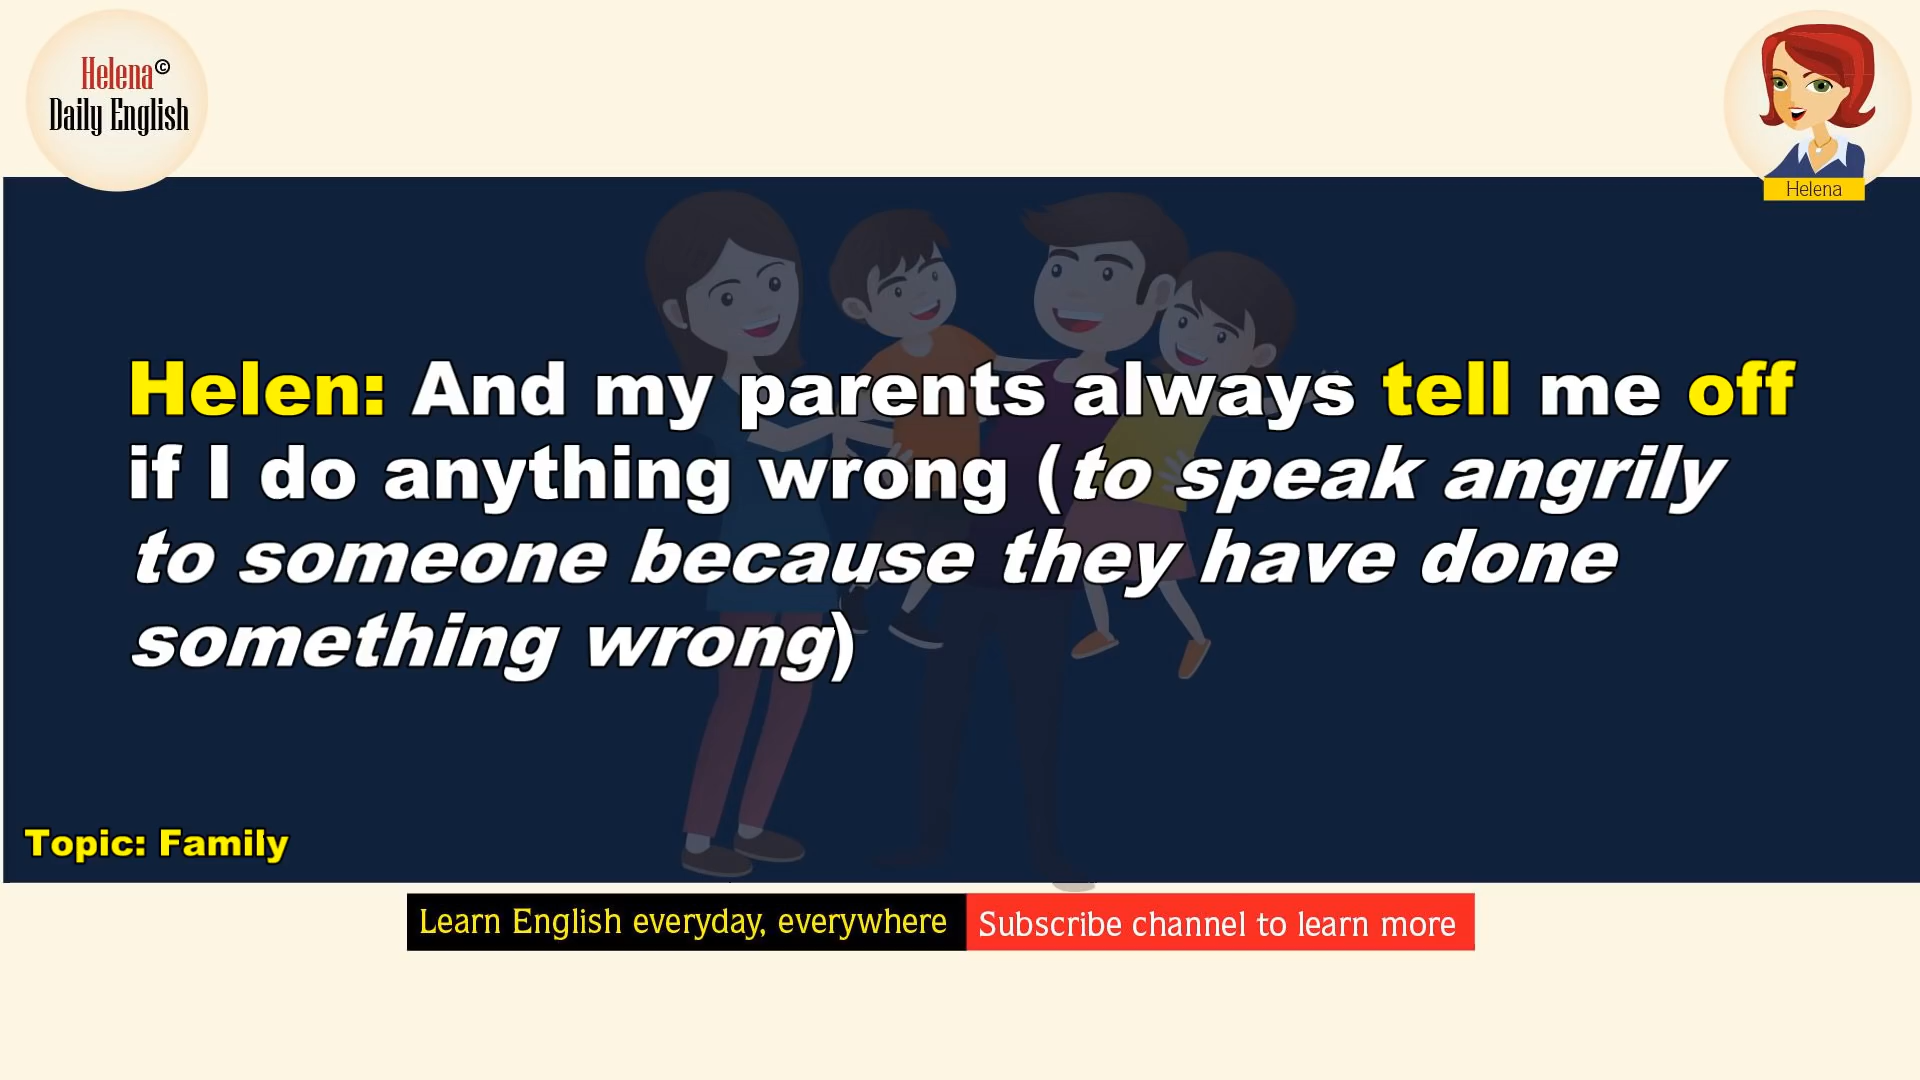 Helena©
Daily English
Helena
Helen: And my parents always tell me off
if I do anything wrong (to speak angrily
to someone because they have done
something wrong)
Topic: Family
Learn English everyday, everywhere
Subscribe channel to learn more